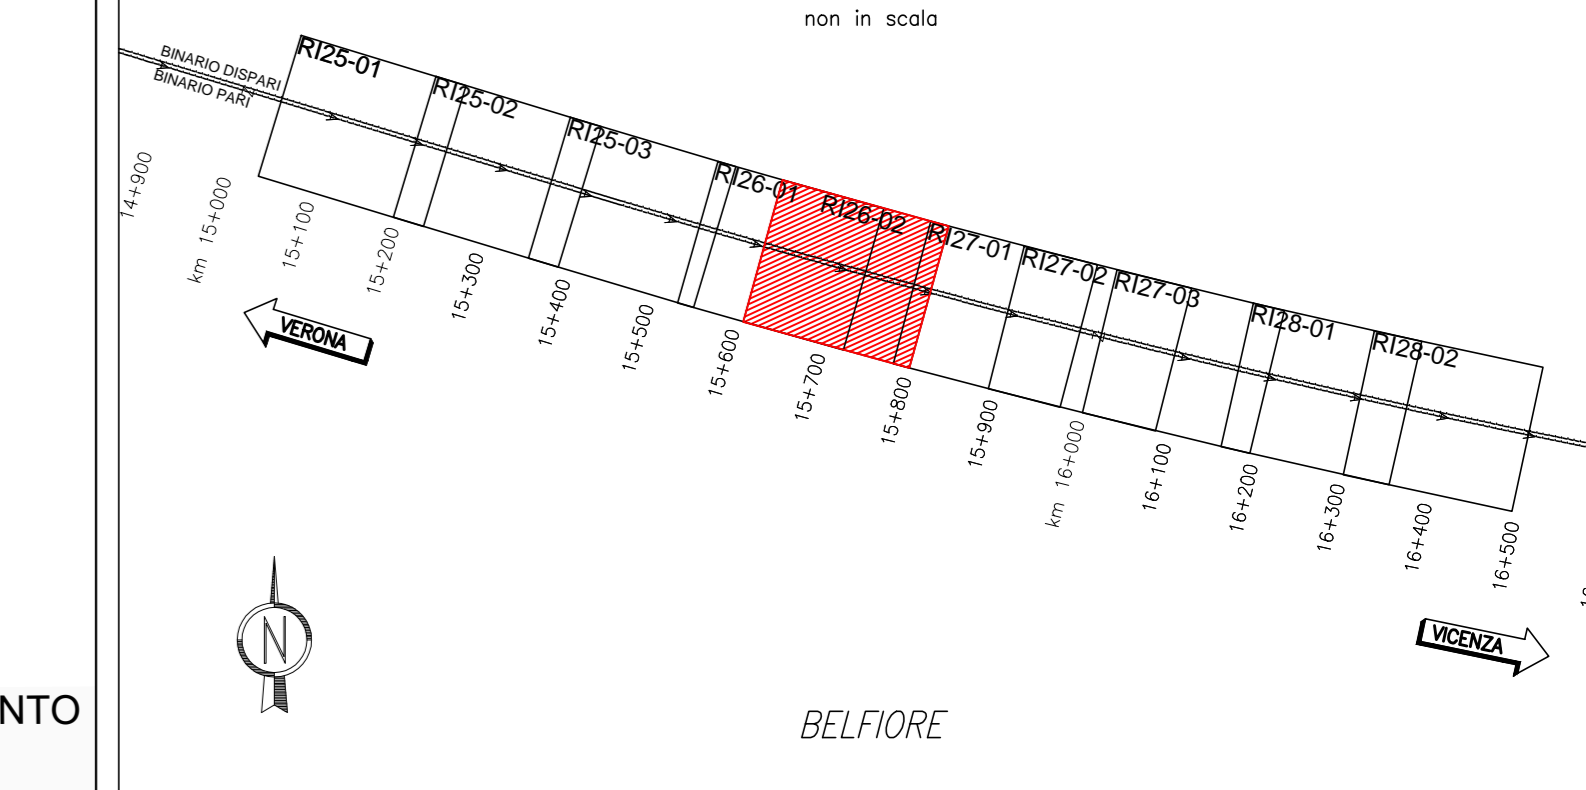 non in scala
BINARIO DISPARI
BINARIO PARI
RI25-01
RI25-02
RI25-03
RI26-01
RI26-02
RI27-01
RI27-02
RI27-03
RI28-01
RI28-02
14+900
km 15+000
15+100
15+200
15+300
15+400
15+500
15+600
15+700
15+800
15+900
km 16+000
16+100
16+200
16+300
16+400
16+500
VERONA
VICENZA
N
NTO
BELFIORE